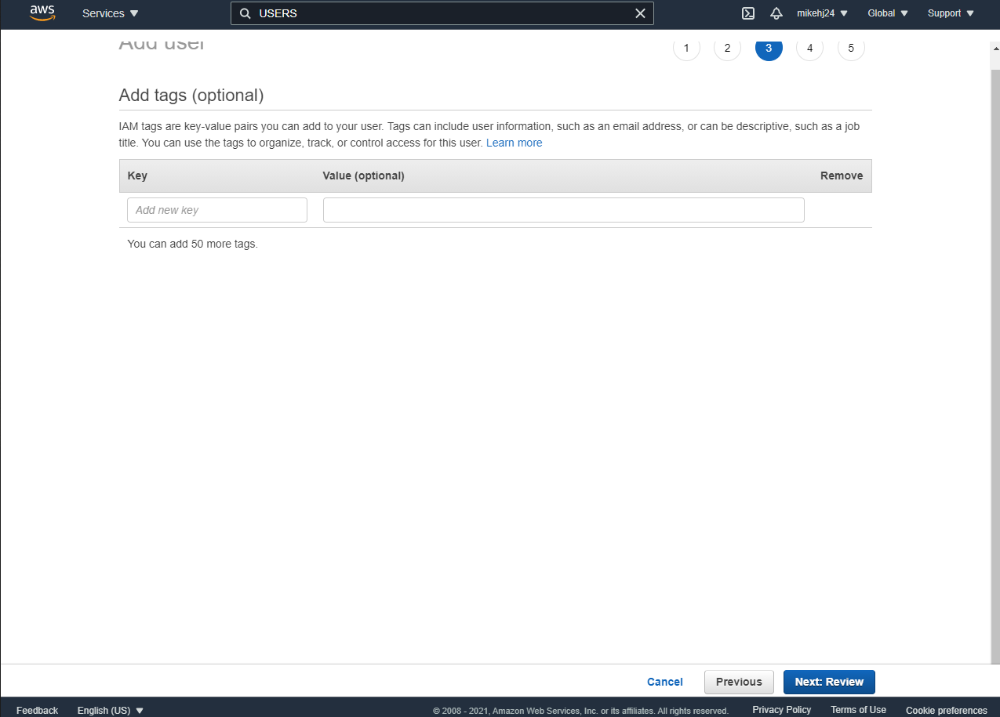 aws Services USERS mikehj24 Global Support
Add user 1 2 3 4 5
Add tags (optional)
IAM tags are key-value pairs you can add to your user. Tags can include user information, such as an email address, or can be descriptive, such as a job
title. You can use the tags to organize, track, or control access for this user. Learn more
Key Value (optional) Remove
Add new key
You can add 50 more tags.
Cancel Previous Next: Review
Feedback English (US) © 2008 - 2021, Amazon Web Services, Inc. or its affiliates. All rights reserved. Privacy Policy Terms of Use Cookie preferences